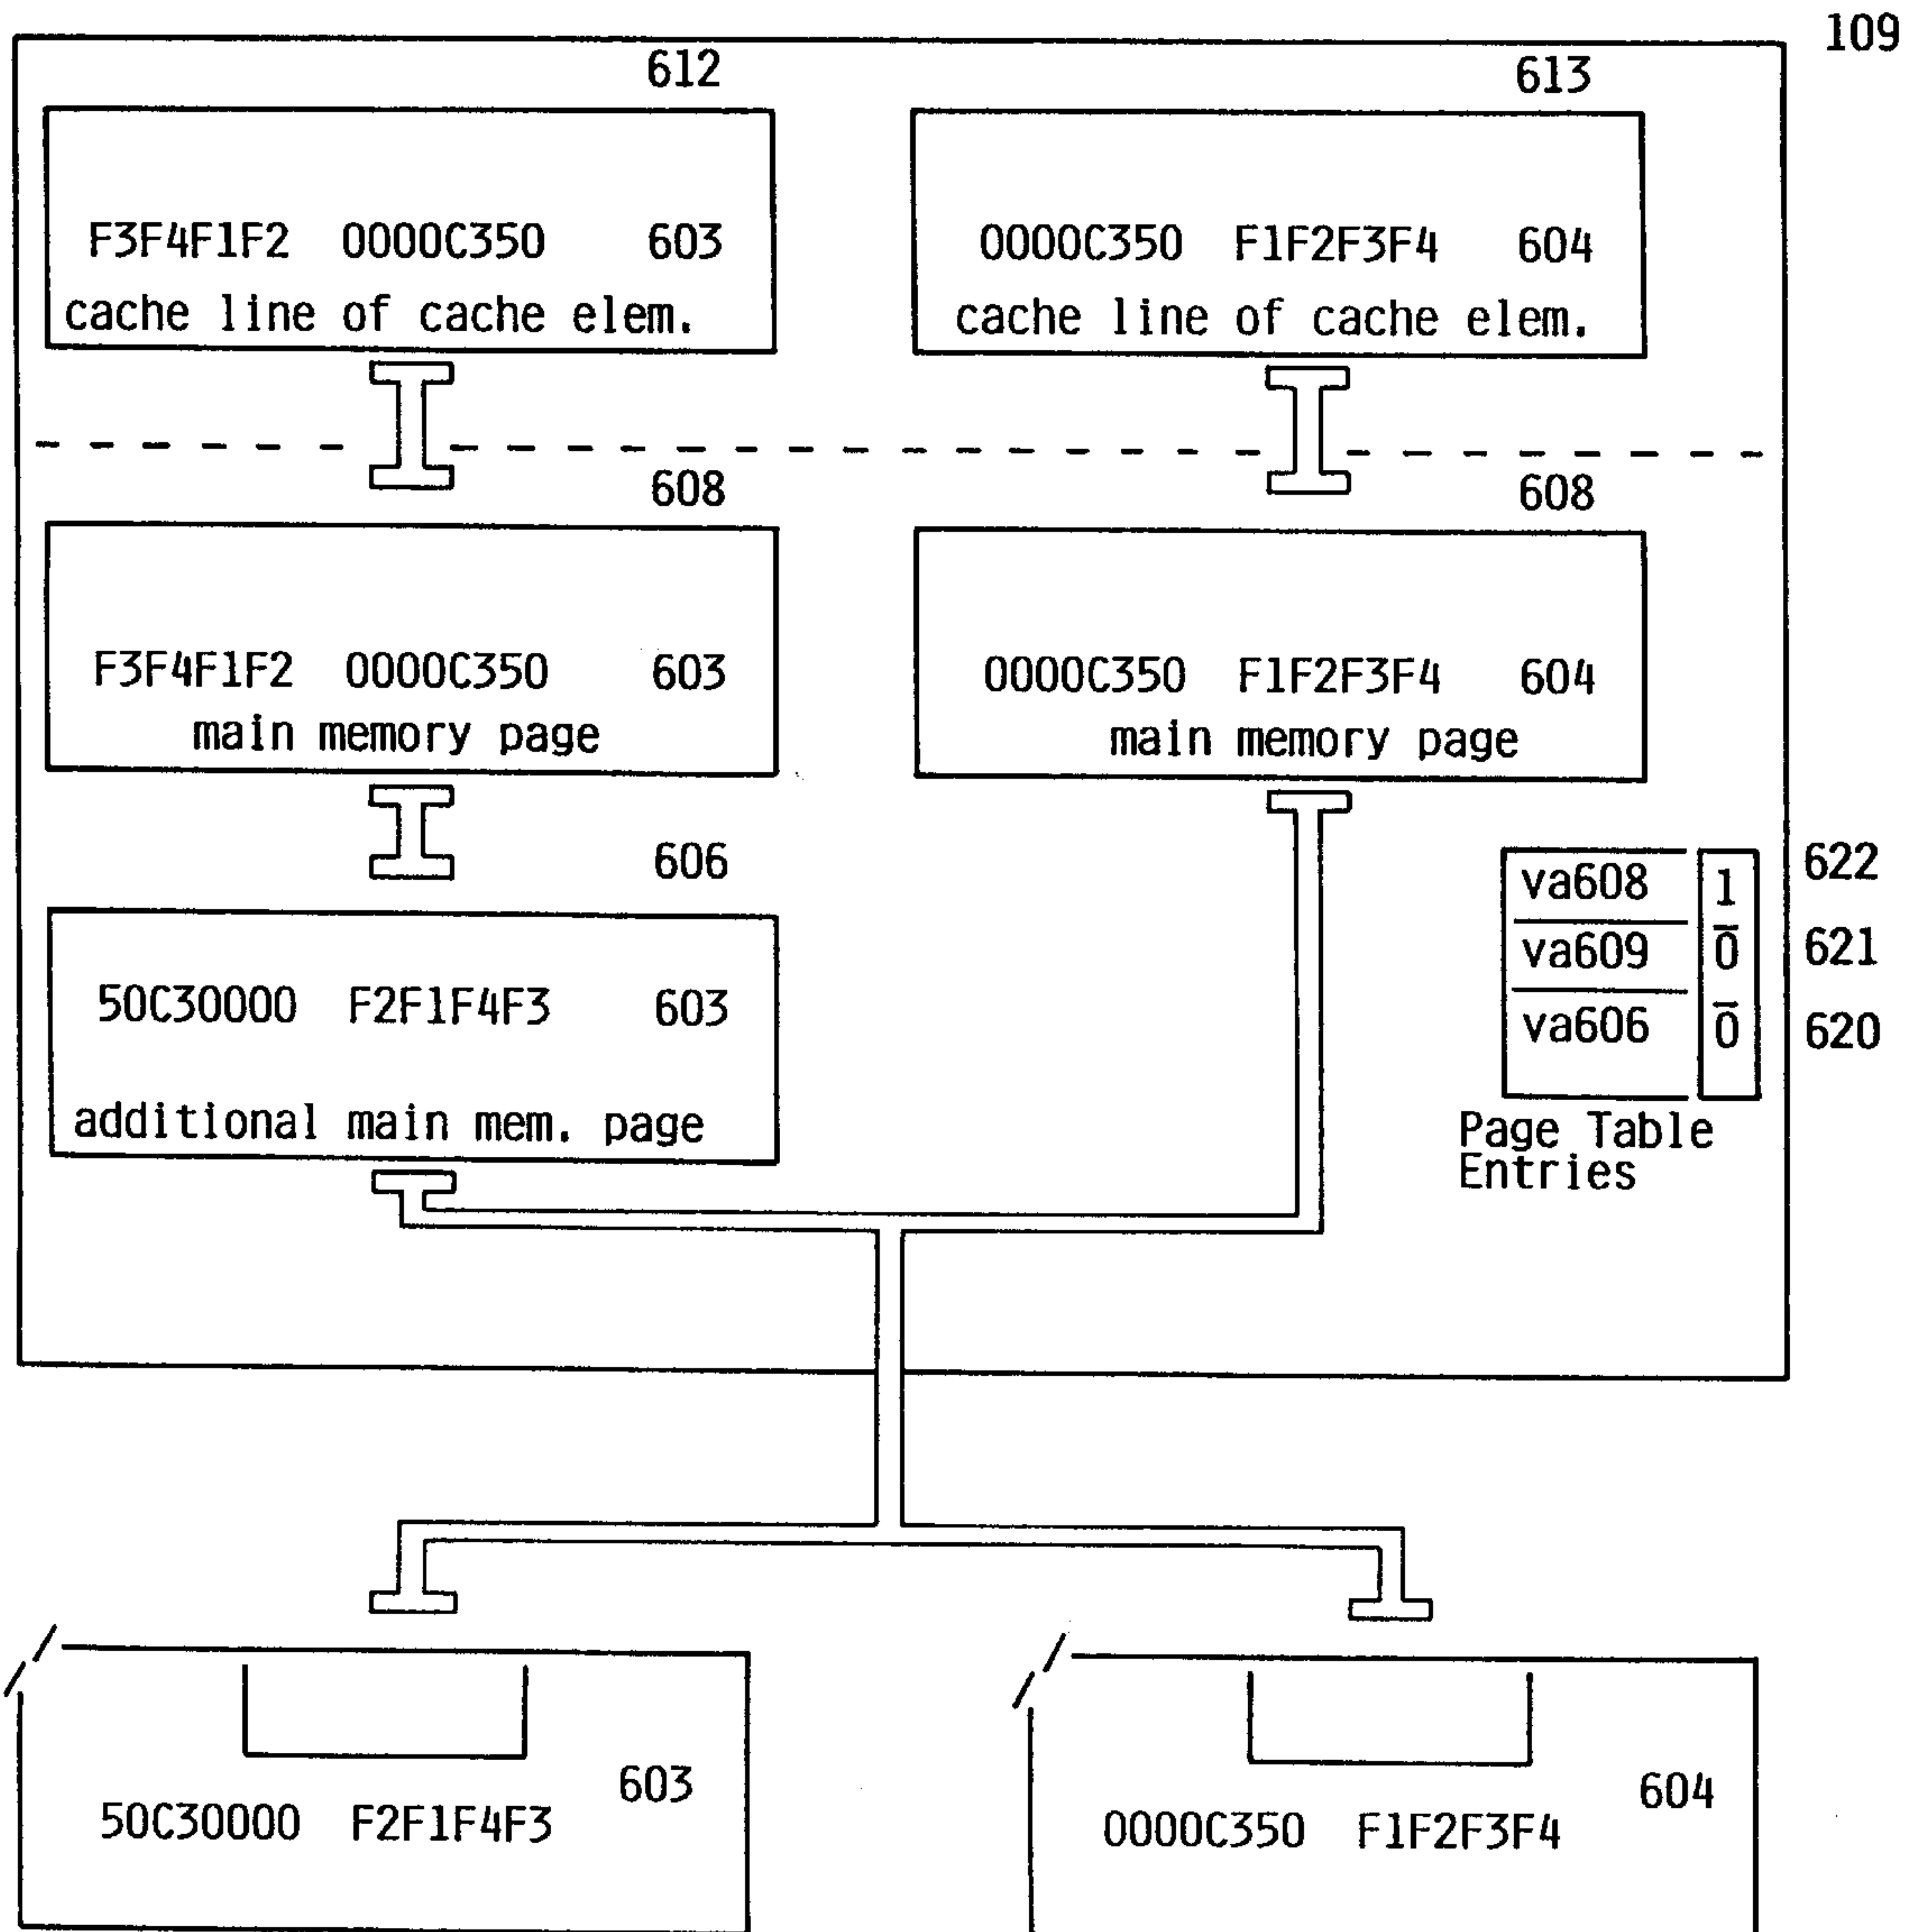 109
612
613
F3F4F1F2 0000C350 603
cache line of cache elem.
0000C350 F1F2F3F4 604
cache line of cache elem.
608
608
F3F4F1F2 0000C350 603
main memory page
0000C350 F1F2F3F4 604
main memory page
606
va608 1 622
va609 0 621
va606 0 620
Page Table
Entries
50C30000 F2F1F4F3 603
additional main mem. page
603
50C30000 F2F1F4F3
604
0000C350 F1F2F3F4